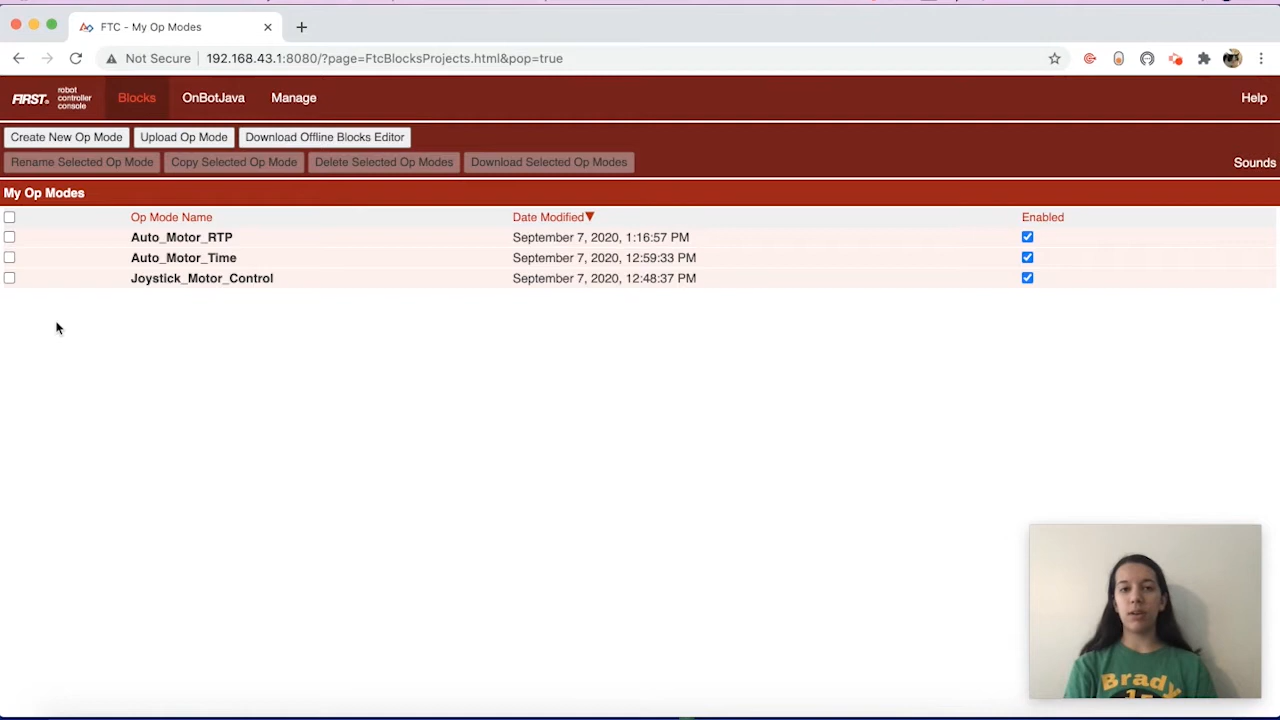 FTC - My Op Modes
Not Secure 192.168.43.1:8080/?page=FtcBlocksProjects.html&pop=true
FIRST. robot controller console Blocks OnBotJava Manage Help
Create New Op Mode Upload Op Mode Download Offline Blocks Editor
Rename Selected Op Mode Copy Selected Op Mode Delete Selected Op Modes Download Selected Op Modes Sounds
My Op Modes
Op Mode Name Date Modified▼ Enabled
Auto_Motor_RTP September 7, 2020, 1:16:57 PM
Auto_Motor_Time September 7, 2020, 12:59:33 PM
Joystick_Motor_Control September 7, 2020, 12:48:37 PM
Brady